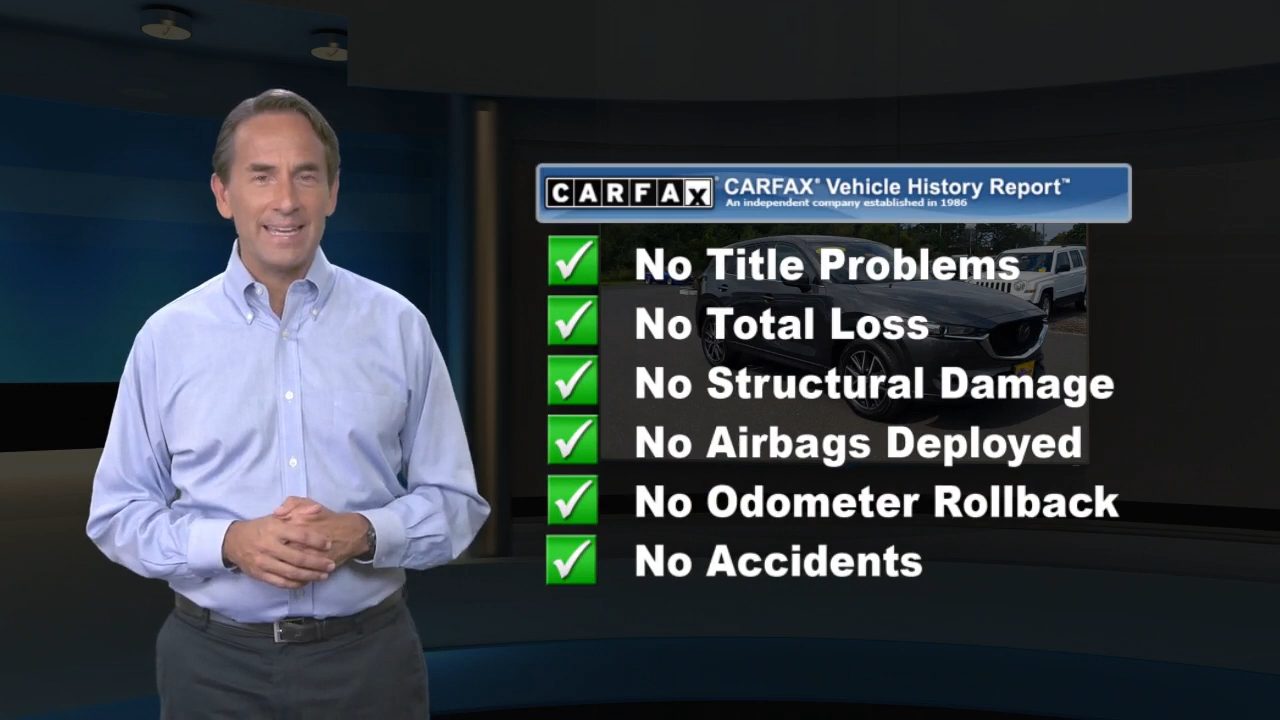 CARFAX® CARFAX® Vehicle History Report™
An independent company established in 1986
No Title Problems
No Total Loss
No Structural Damage
No Airbags Deployed
No Odometer Rollback
No Accidents